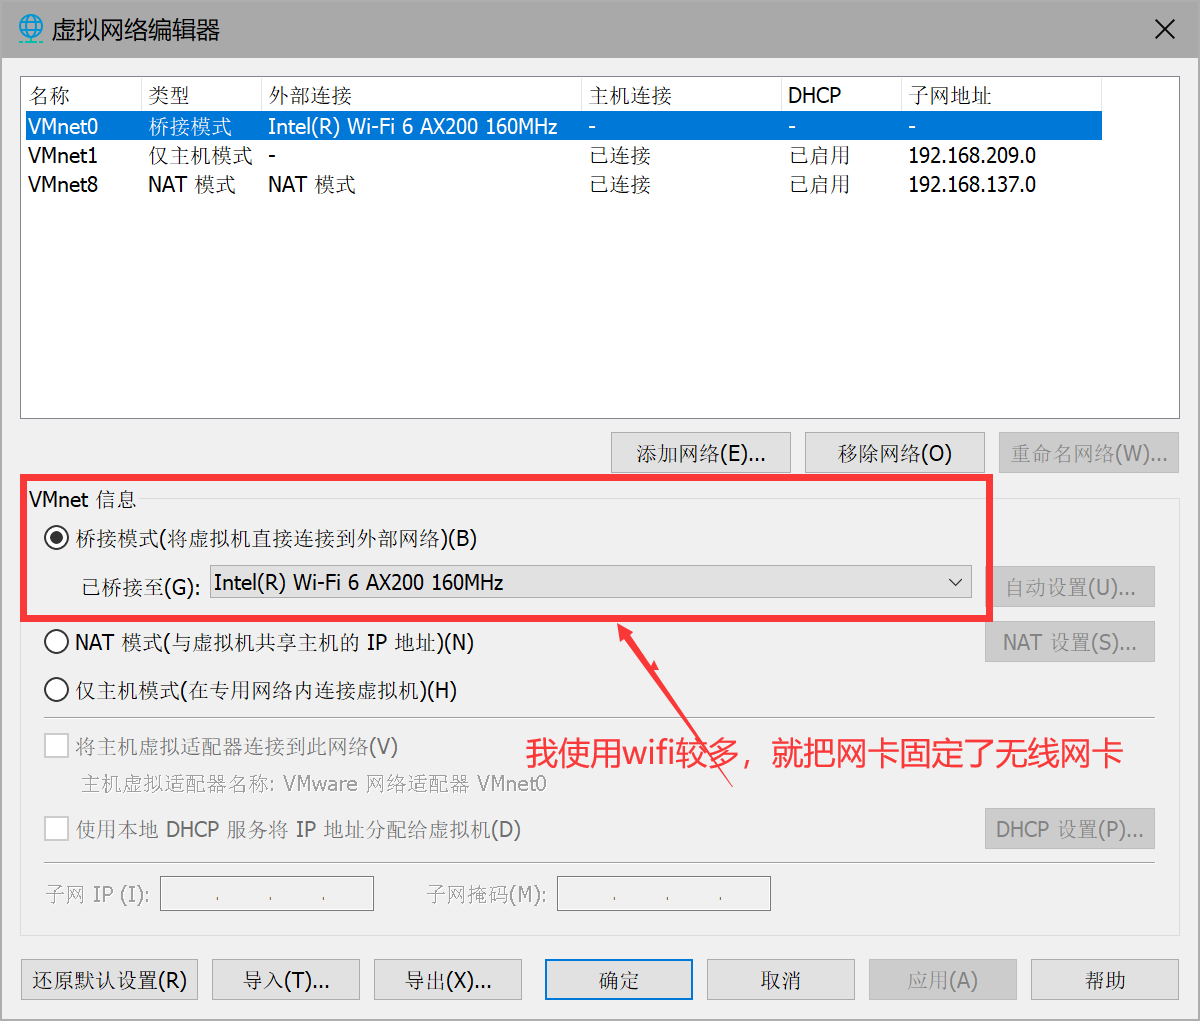 虚拟网络编辑器
名称 类型 外部连接 主机连接 DHCP 子网地址
VMnet0 桥接模式 Intel(R) Wi-Fi 6 AX200 160MHz - - -
VMnet1 仅主机模式 - 已连接 已启用 192.168.209.0
VMnet8 NAT 模式 NAT 模式 已连接 已启用 192.168.137.0
添加网络(E)... 移除网络(O) 重命名网络(W)...
VMnet 信息
桥接模式(将虚拟机直接连接到外部网络)(B)
已桥接至(G): Intel(R) Wi-Fi 6 AX200 160MHz 自动设置(U)...
NAT 模式(与虚拟机共享主机的 IP 地址)(N) NAT 设置(S)...
仅主机模式(在专用网络内连接虚拟机)(H)
将主机虚拟适配器连接到此网络(V)
我使用wifi较多，就把网卡固定了无线网卡
主机虚拟适配器名称: VMware 网络适配器 VMnet0
使用本地 DHCP 服务将 IP 地址分配给虚拟机(D) DHCP 设置(P)...
子网 IP (I): . . . 子网掩码(M): . . .
还原默认设置(R) 导入(T)... 导出(X)... 确定 取消 应用(A) 帮助